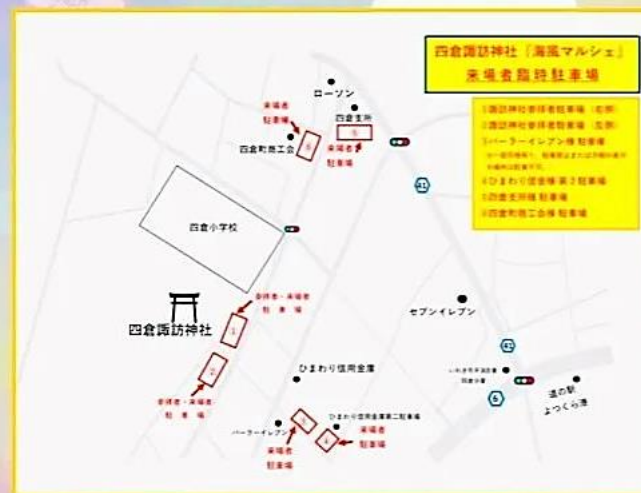 四倉諏訪神社「海風マルシェ」
来場者臨時駐車場
1諏訪神社参拝者駐車場（右側）
2諏訪神社参拝者駐車場（左側）
3パーラーイレブン様 駐車場
4ひまわり信金様 第2駐車場
5四倉支所様 駐車場
6四倉町商工会様 駐車場
ローソン
四倉支所
来場者
駐車場
6
5
四倉町商工会
来場者
駐車場
41
四倉小学校
参拝者・来場者
駐車場
セブンイレブン
四倉諏訪神社
1
2
41
ひまわり信用金庫
6
道の駅
よつくら港
参拝者・来場者
駐車場
ひまわり信用金庫第二駐車場
パーラーイレブン
3
4
来場者
駐車場
来場者
駐車場